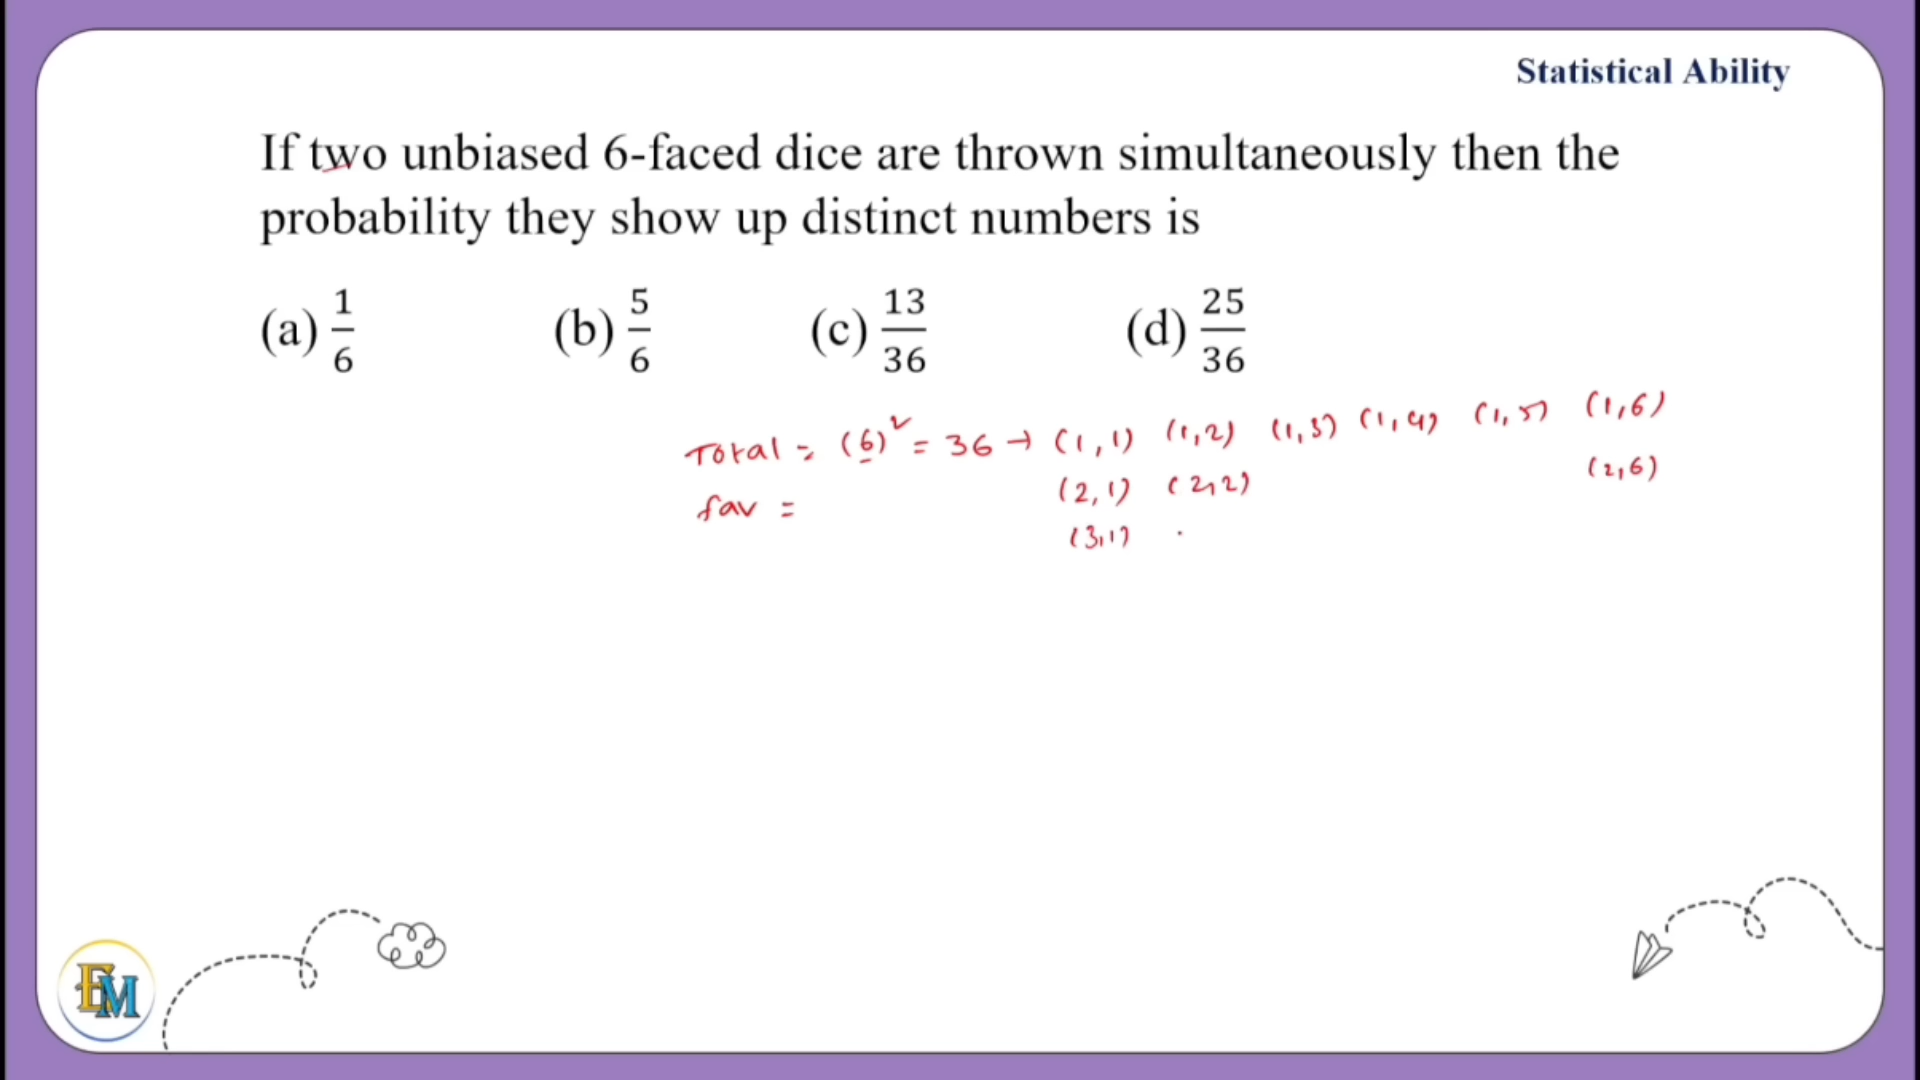 Statistical Ability
If two unbiased 6-faced dice are thrown simultaneously then the
probability they show up distinct numbers is
(a) 1/6 (b) 5/6 (c) 13/36 (d) 25/36
Total = (6)² = 36 → (1,1) (1,2) (1,3) (1,4) (1,5) (1,6)
(2,1) (2,2) (2,6)
fav =
(3,1) .
EM